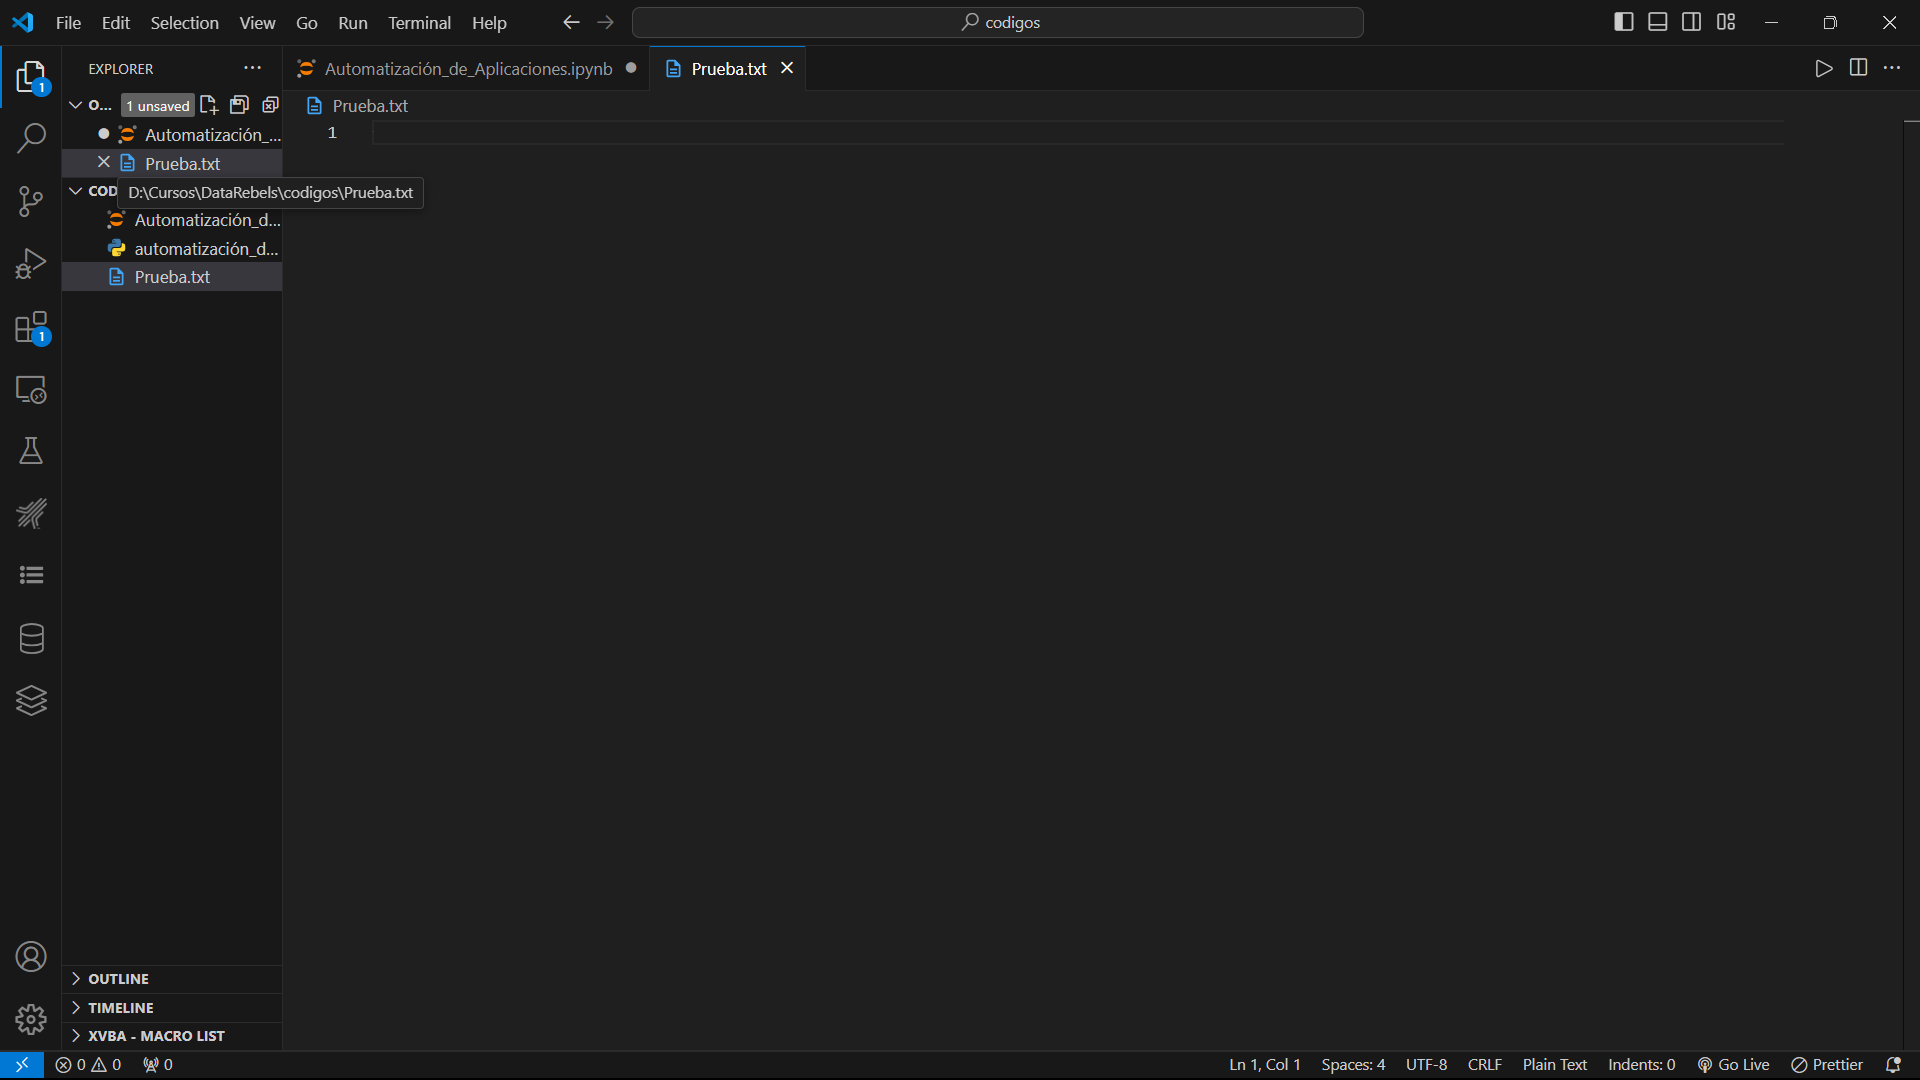 File Edit Selection View Go Run Terminal Help
codigos
EXPLORER
O... 1 unsaved
Automatización_...
Prueba.txt
D:\Cursos\DataRebels\codigos\Prueba.txt
COD
Automatización_d...
automatización_d...
Prueba.txt
OUTLINE
TIMELINE
XVBA - MACRO LIST
1
1
Automatización_de_Aplicaciones.ipynb
Prueba.txt
Prueba.txt
1
0 0 0
Ln 1, Col 1 Spaces: 4 UTF-8 CRLF Plain Text Indents: 0 Go Live Prettier